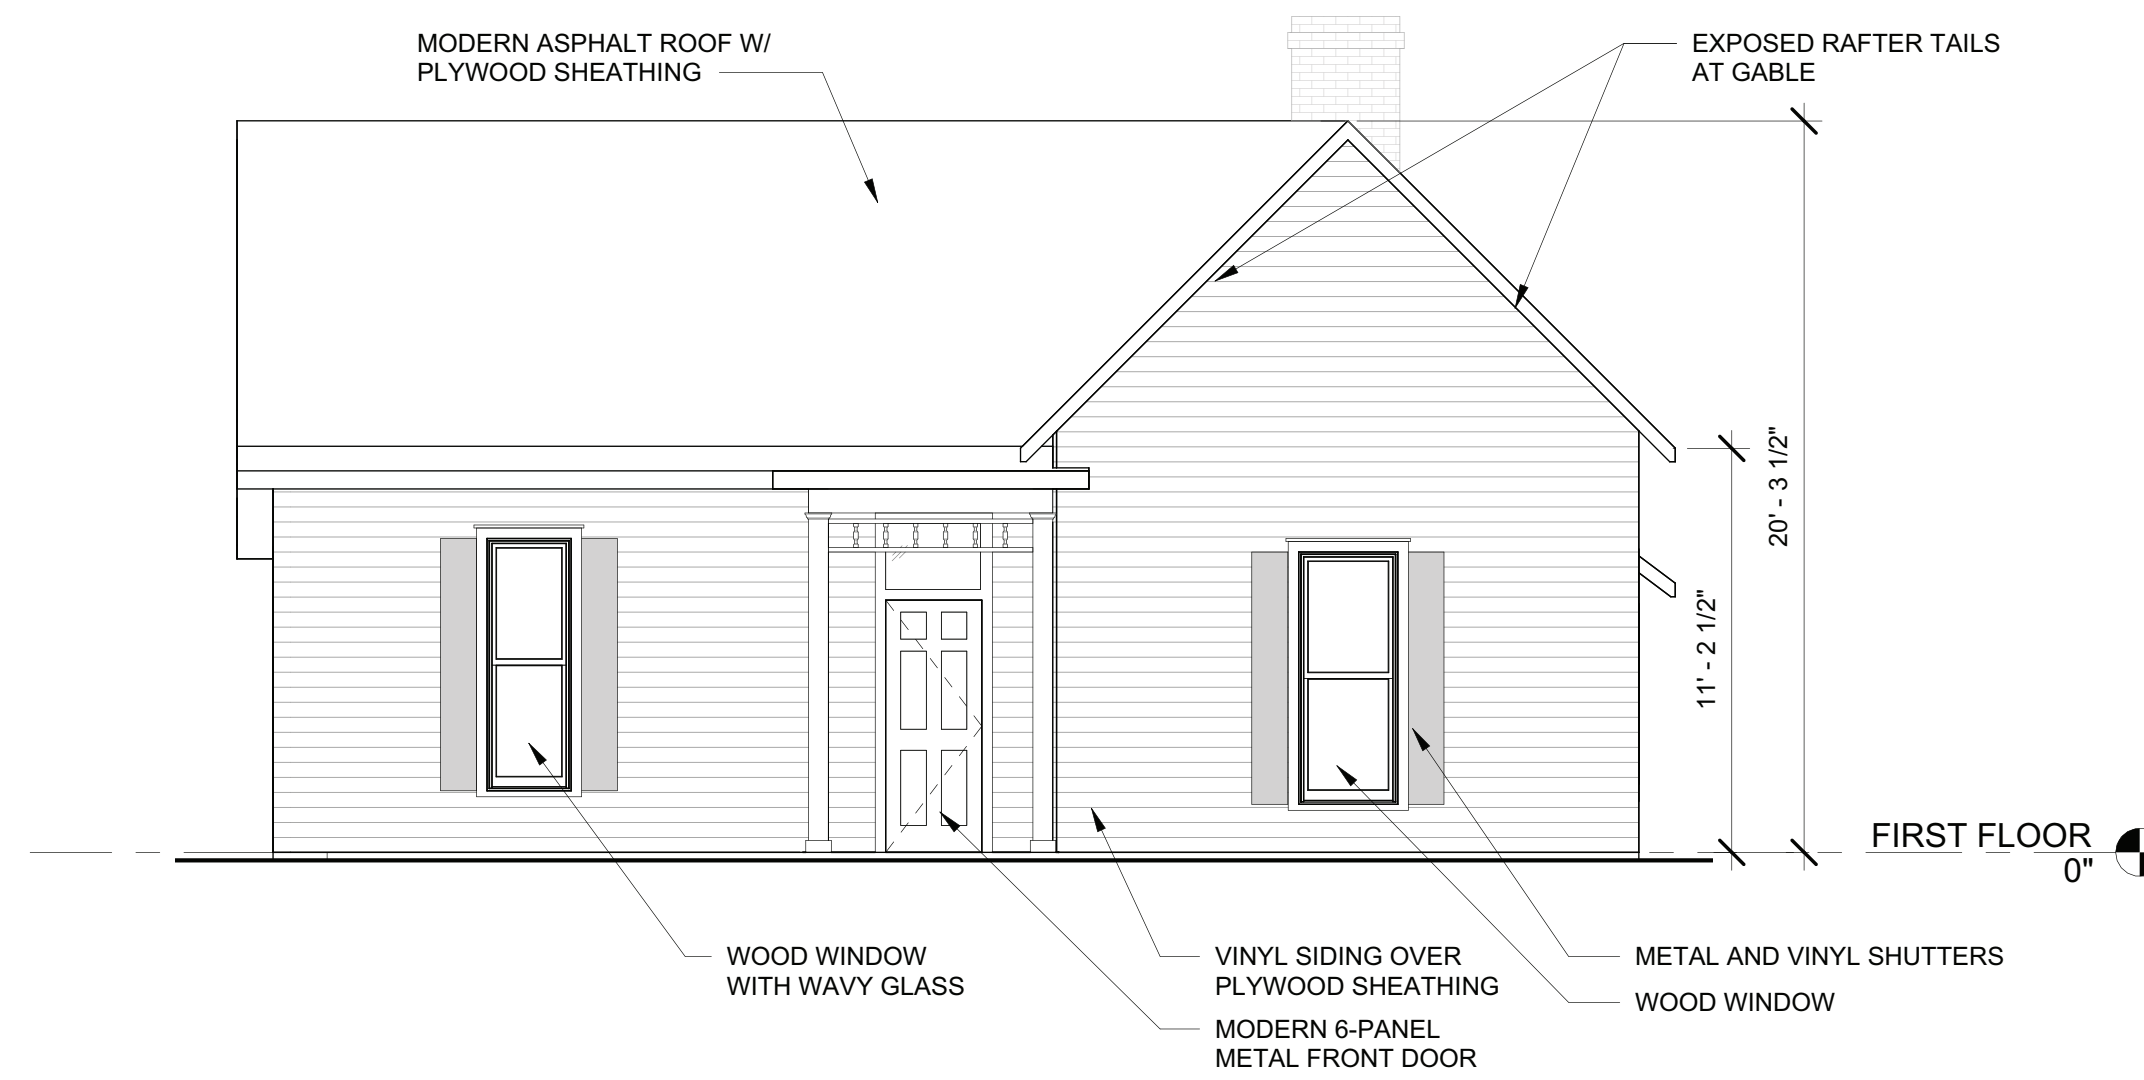 MODERN ASPHALT ROOF W/
PLYWOOD SHEATHING
EXPOSED RAFTER TAILS
AT GABLE
20' - 3 1/2"
11' - 2 1/2"
FIRST FLOOR
0"
WOOD WINDOW
WITH WAVY GLASS
VINYL SIDING OVER
PLYWOOD SHEATHING
MODERN 6-PANEL
METAL FRONT DOOR
METAL AND VINYL SHUTTERS
WOOD WINDOW